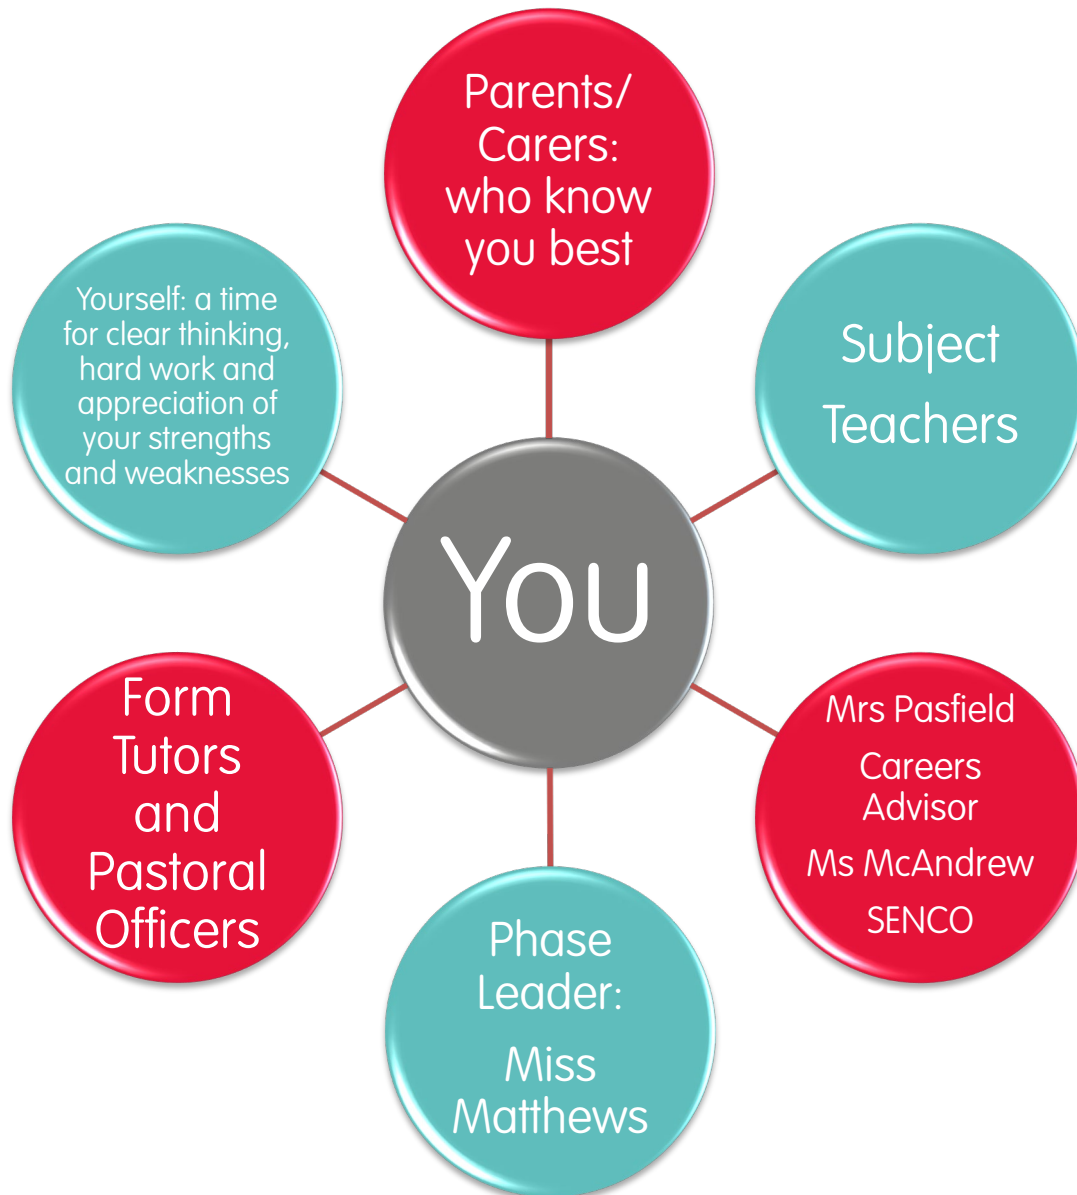 Parents/
Carers:
who know
you best
Subject
Teachers
Mrs Pasfield
Careers
Advisor
Ms McAndrew
SENCO
Phase
Leader:
Miss
Matthews
Form
Tutors
and
Pastoral
Officers
Yourself: a time
for clear thinking,
hard work and
appreciation of
your strengths
and weaknesses
You